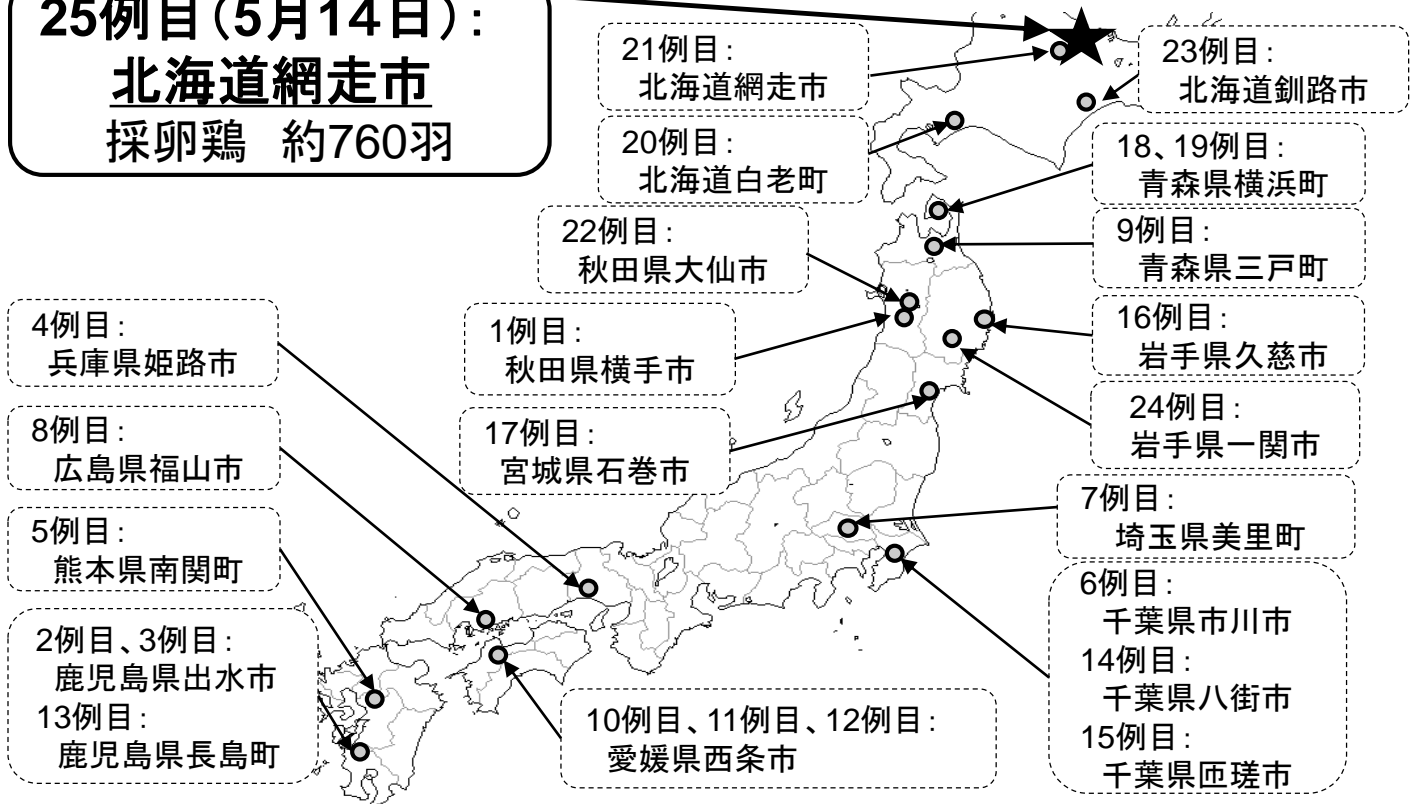 25例目(5月14日):
北海道網走市
採卵鶏 約760羽
21例目:
北海道網走市
23例目:
北海道釧路市
20例目:
北海道白老町
18、19例目:
青森県横浜町
22例目:
秋田県大仙市
9例目:
青森県三戸町
4例目:
兵庫県姫路市
1例目:
秋田県横手市
16例目:
岩手県久慈市
8例目:
広島県福山市
17例目:
宮城県石巻市
24例目:
岩手県一関市
5例目:
熊本県南関町
7例目:
埼玉県美里町
2例目、3例目:
鹿児島県出水市
13例目:
鹿児島県長島町
10例目、11例目、12例目:
愛媛県西条市
6例目:
千葉県市川市
14例目:
千葉県八街市
15例目:
千葉県匝瑳市